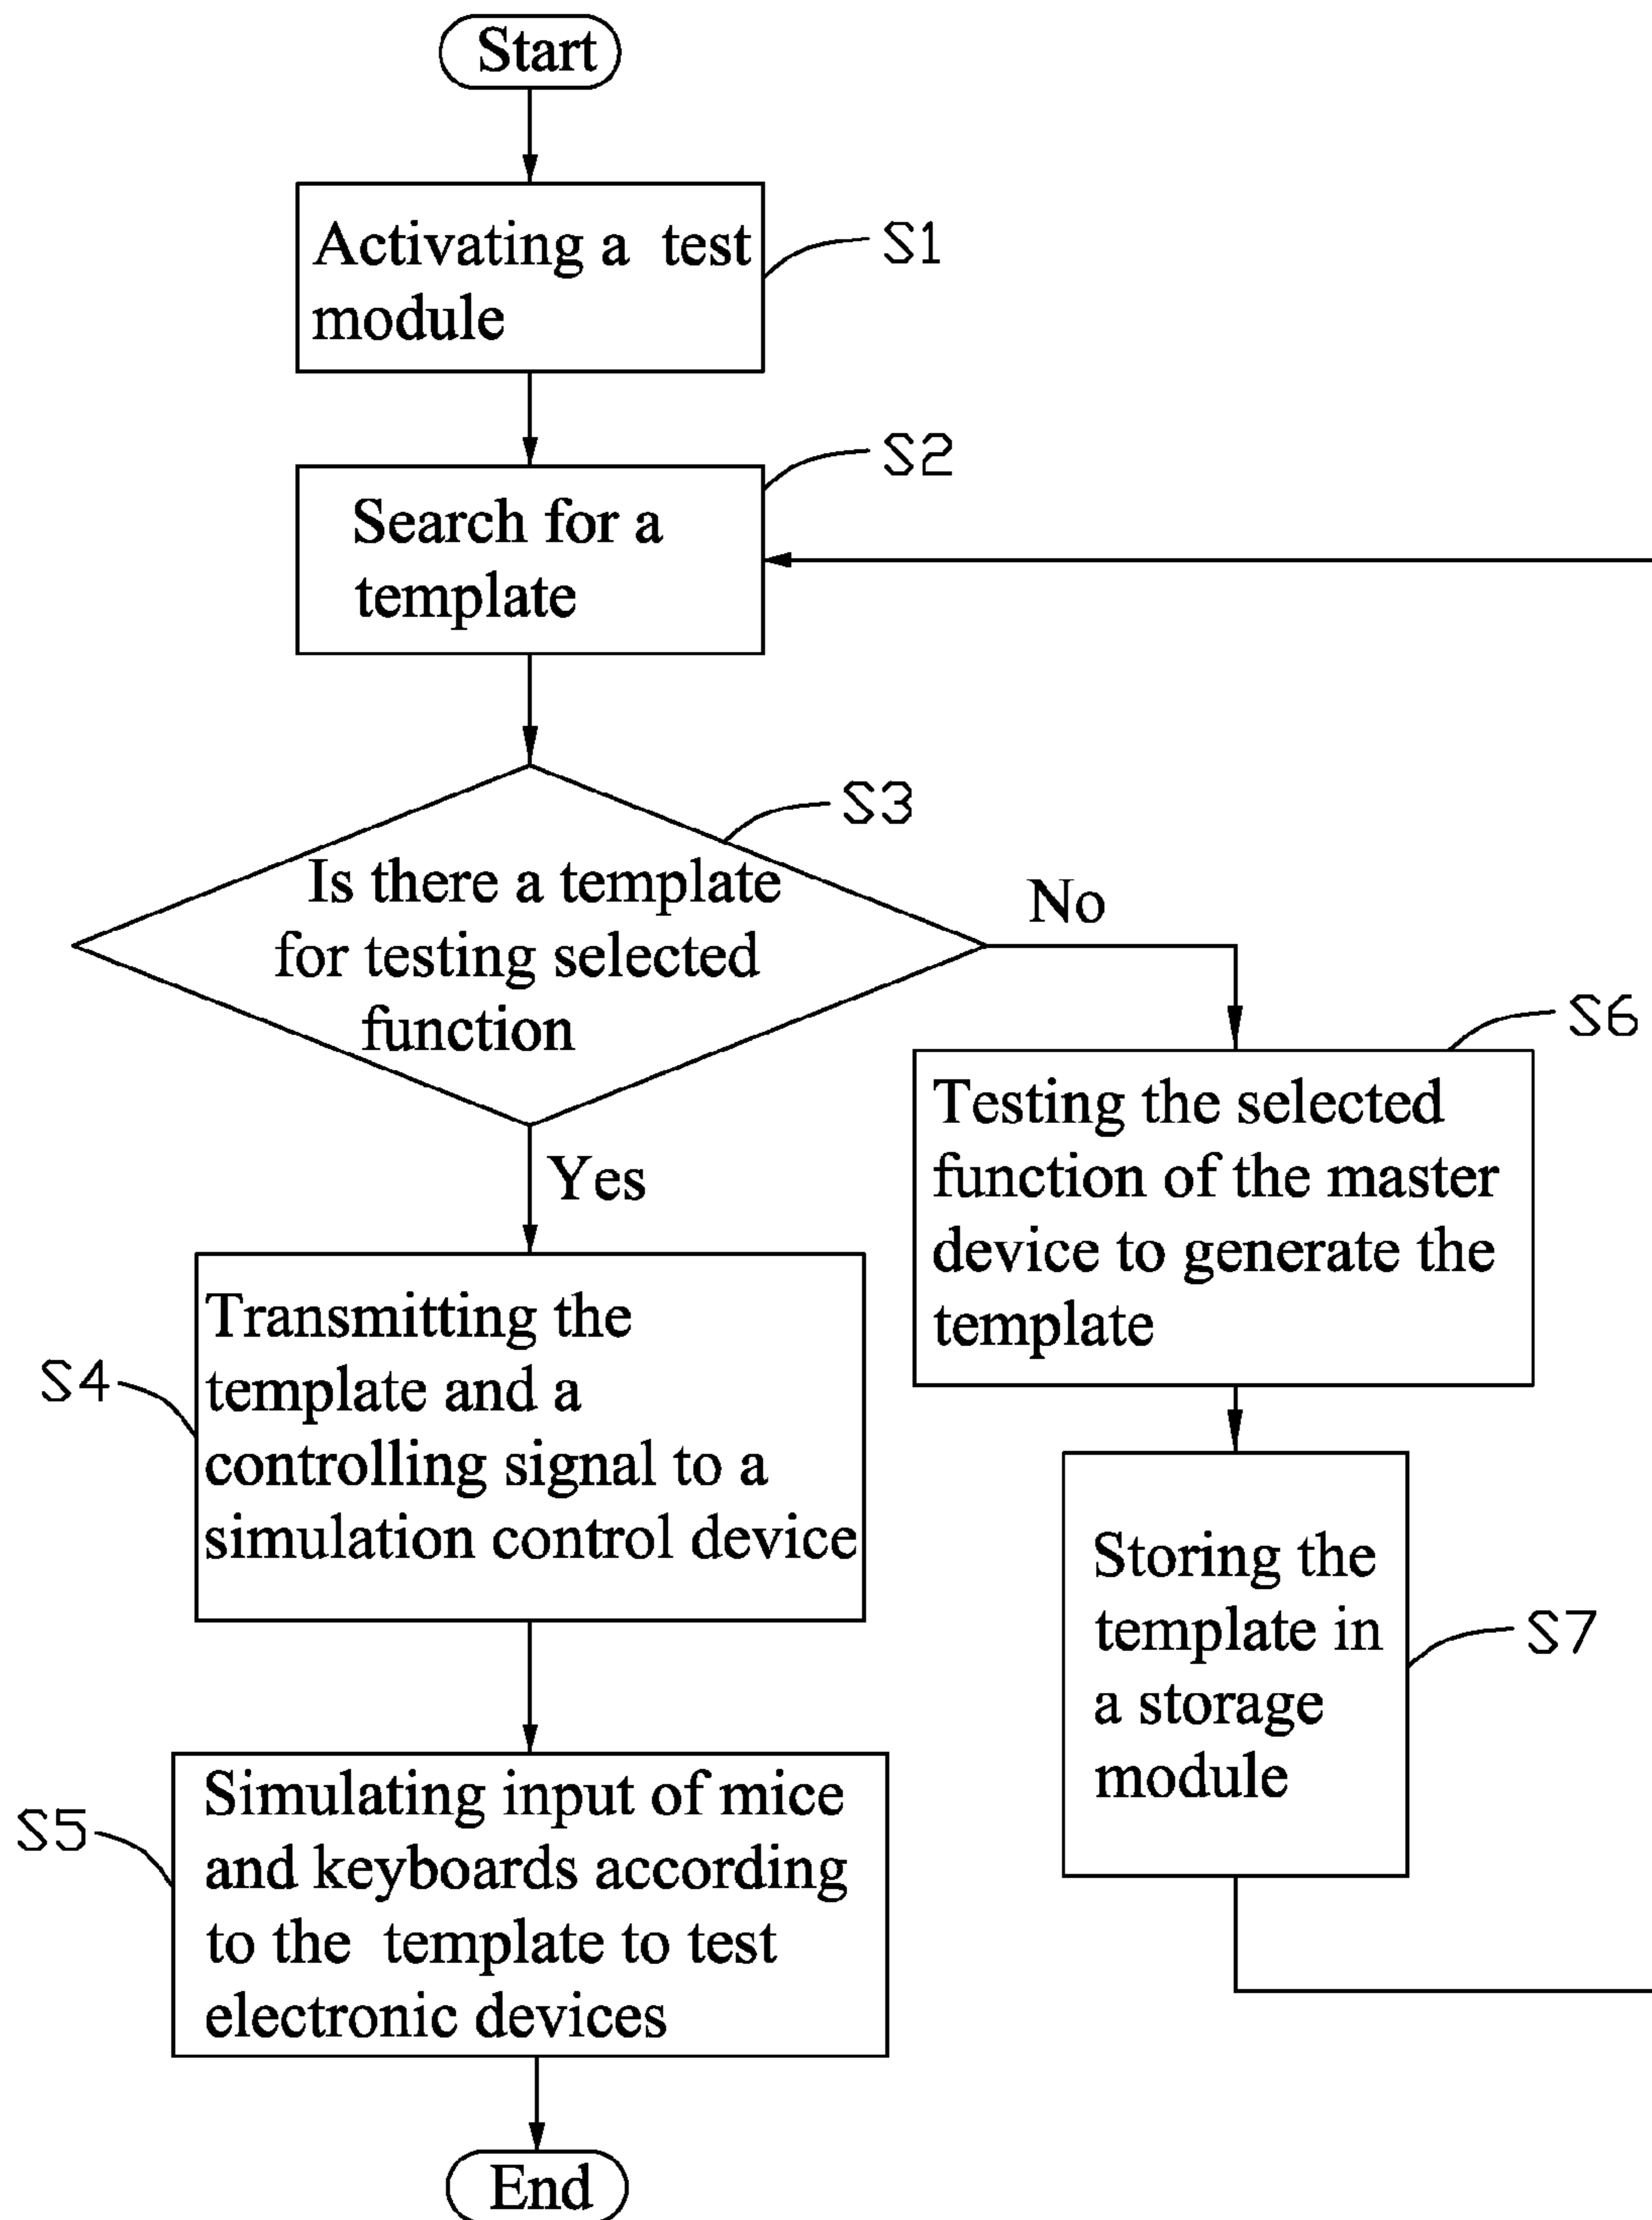 Start
Activating a test
module
S1
Search for a
template
S2
Is there a template
for testing selected
function
S3
No
Yes
Transmitting the
template and a
controlling signal to a
simulation control device
S4
Simulating input of mice
and keyboards according
to the template to test
electronic devices
S5
End
Testing the selected
function of the master
device to generate the
template
S6
Storing the
template in
a storage
module
S7